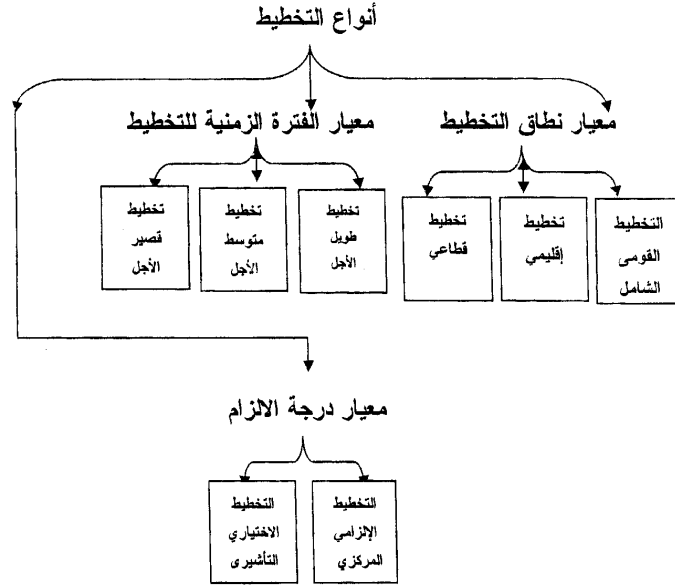 أنواع التخطيط
معيار نطاق التخطيط
معيار الفترة الزمنية للتخطيط
التخطيط
القومى
الشامل
تخطيط
إقليمي
تخطيط
قطاعي
تخطيط
طويل
الأجل
تخطيط
متوسط
الأجل
تخطيط
قصير
الأجل
معيار درجة الالزام
التخطيط
الإلزامي
المركزي
التخطيط
الاختياري
التأشيرى